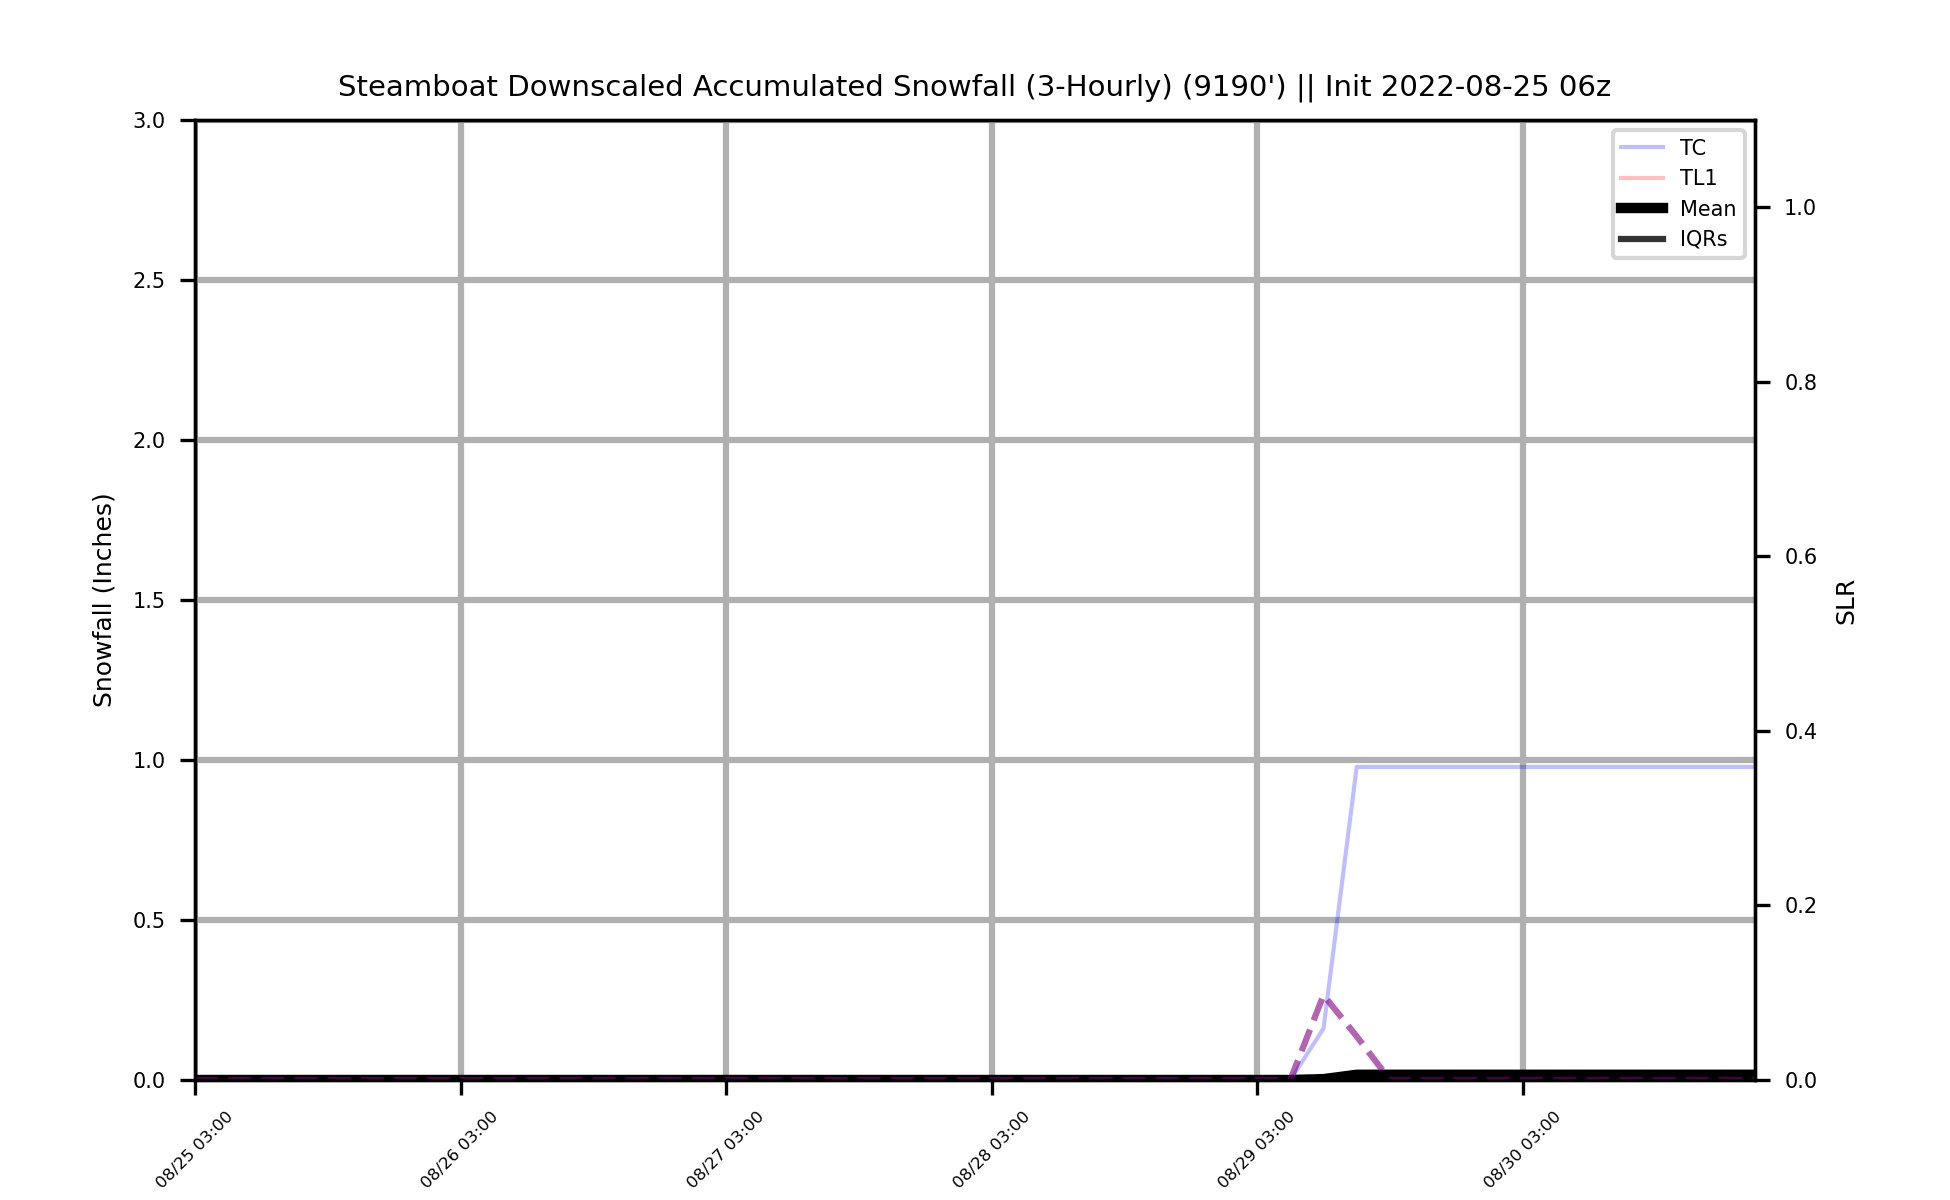 Steamboat Downscaled Accumulated Snowfall (3-Hourly) (9190') || Init 2022-08-25 06z
3.0
2.5
2.0
1.5
1.0
0.5
0.0
Snowfall (Inches)
TC
TL1
Mean
IQRs
1.0
0.8
0.6
0.4
0.2
0.0
SLR
08/25 03:00
08/26 03:00
08/27 03:00
08/28 03:00
08/29 03:00
08/30 03:00